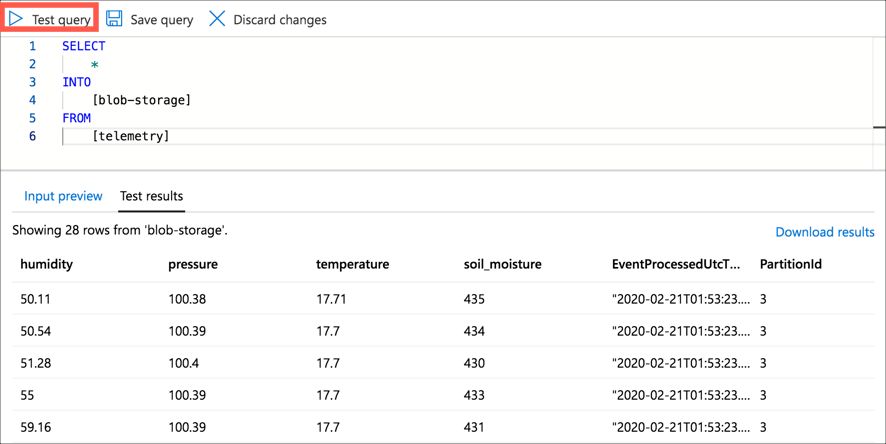 Test query Save query Discard changes
1 SELECT
2 *
3 INTO
4 [blob-storage]
5 FROM
6 [telemetry]
Input preview Test results
Showing 28 rows from 'blob-storage'.
Download results
humidity pressure temperature soil_moisture EventProcessedUtcT... PartitionId
50.11 100.38 17.71 435 "2020-02-21T01:53:23.... 3
50.54 100.39 17.7 434 "2020-02-21T01:53:23.... 3
51.28 100.4 17.7 430 "2020-02-21T01:53:23.... 3
55 100.39 17.7 433 "2020-02-21T01:53:23.... 3
59.16 100.39 17.7 431 "2020-02-21T01:53:23.... 3